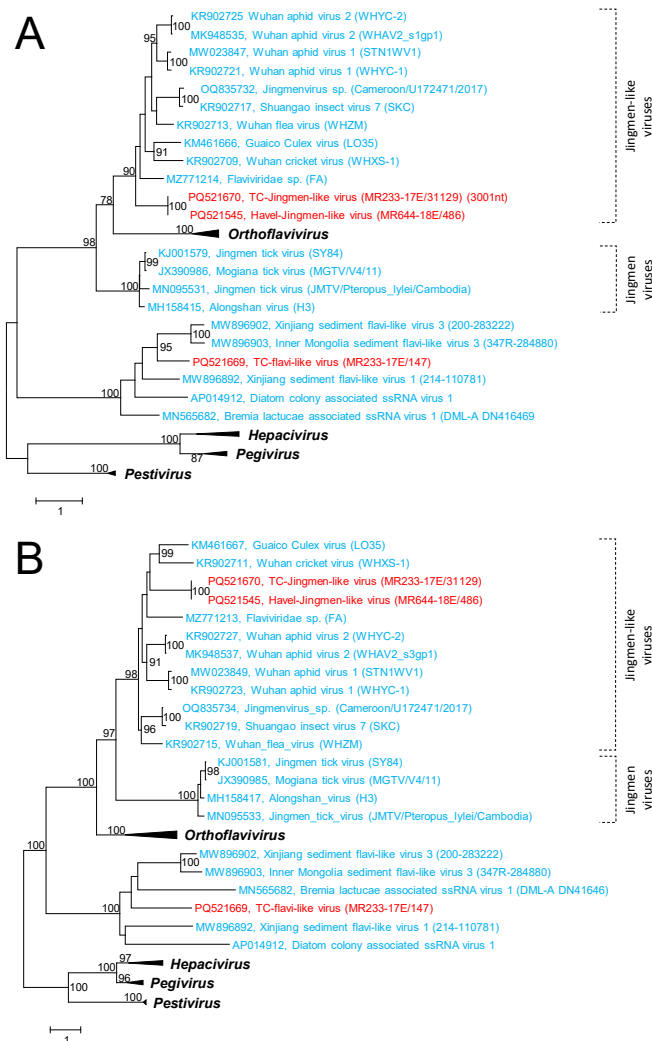 A
KR902725, Wuhan aphid virus 2 (WHYC-2)
100
95
MK948535, Wuhan aphid virus 2 (WHAV2_s1gp1)
MW023847, Wuhan aphid virus 1 (STN1WV1)
100
KR902721, Wuhan aphid virus 1 (WHYC-1)
OQ835732, Jingmenvirus sp. (Cameroon/U172471/2017)
100
KR902717, Shuangao insect virus 7 (SKC)
KR902713, Wuhan flea virus (WHZM)
KM461666, Guaico Culex virus (LO35)
91
KR902709, Wuhan cricket virus (WHXS-1)
90
MZ771214, Flaviviridae sp. (FA)
PQ521670, TC-Jingmen-like virus (MR233-17E/31129) (3001nt)
78
100
PQ521545, Havel-Jingmen-like virus (MR644-18E/486)
100
Orthoflavivirus
98
KJ001579, Jingmen tick virus (SY84)
99
JX390986, Mogiana tick virus (MGTV/V4/11)
100
MN095531, Jingmen tick virus (JMTV/Pteropus_lylei/Cambodia)
MH158415, Alongshan virus (H3)
MW896902, Xinjiang sediment flavi-like virus 3 (200-283222)
100
MW896903, Inner Mongolia sediment flavi-like virus 3 (347R-284880)
95
PQ521669, TC-flavi-like virus (MR233-17E/147)
MW896892, Xinjiang sediment flavi-like virus 1 (214-110781)
100
AP014912, Diatom colony associated ssRNA virus 1
MN565682, Bremia lactucae associated ssRNA virus 1 (DML-A DN416469
Hepacivirus
100
87
Pegivirus
100
Pestivirus
1
Jingmen-like viruses
Jingmen viruses
B
KM461667, Guaico Culex virus (LO35)
99
KR902711, Wuhan cricket virus (WHXS-1)
PQ521670, TC-Jingmen-like virus (MR233-17E/31129)
100
PQ521545, Havel-Jingmen-like virus (MR644-18E/486)
MZ771213, Flaviviridae sp. (FA)
KR902727, Wuhan aphid virus 2 (WHYC-2)
100
MK948537, Wuhan aphid virus 2 (WHAV2_s3gp1)
91
98
MW023849, Wuhan aphid virus 1 (STN1WV1)
100
KR902723, Wuhan aphid virus 1 (WHYC-1)
OQ835734, Jingmenvirus_sp. (Cameroon/U172471/2017)
100
96
KR902719, Shuangao insect virus 7 (SKC)
97
KR902715, Wuhan_flea_virus (WHZM)
KJ001581, Jingmen tick virus (SY84)
98
JX390985, Mogiana tick virus (MGTV/V4/11)
100
100
MH158417, Alongshan_virus (H3)
MN095533, Jingmen_tick_virus (JMTV/Pteropus_lylei/Cambodia)
100
Orthoflavivirus
MW896902, Xinjiang sediment flavi-like virus 3 (200-283222)
100
MW896903, Inner Mongolia sediment flavi-like virus 3 (347R-284880)
MN565682, Bremia lactucae associated ssRNA virus 1 (DML-A DN41646)
PQ521669, TC-flavi-like virus (MR233-17E/147)
100
MW896892, Xinjiang sediment flavi-like virus 1 (214-110781)
AP014912, Diatom colony associated ssRNA virus 1
97
Hepacivirus
100
96
Pegivirus
100
100
Pestivirus
1
Jingmen-like viruses
Jingmen viruses